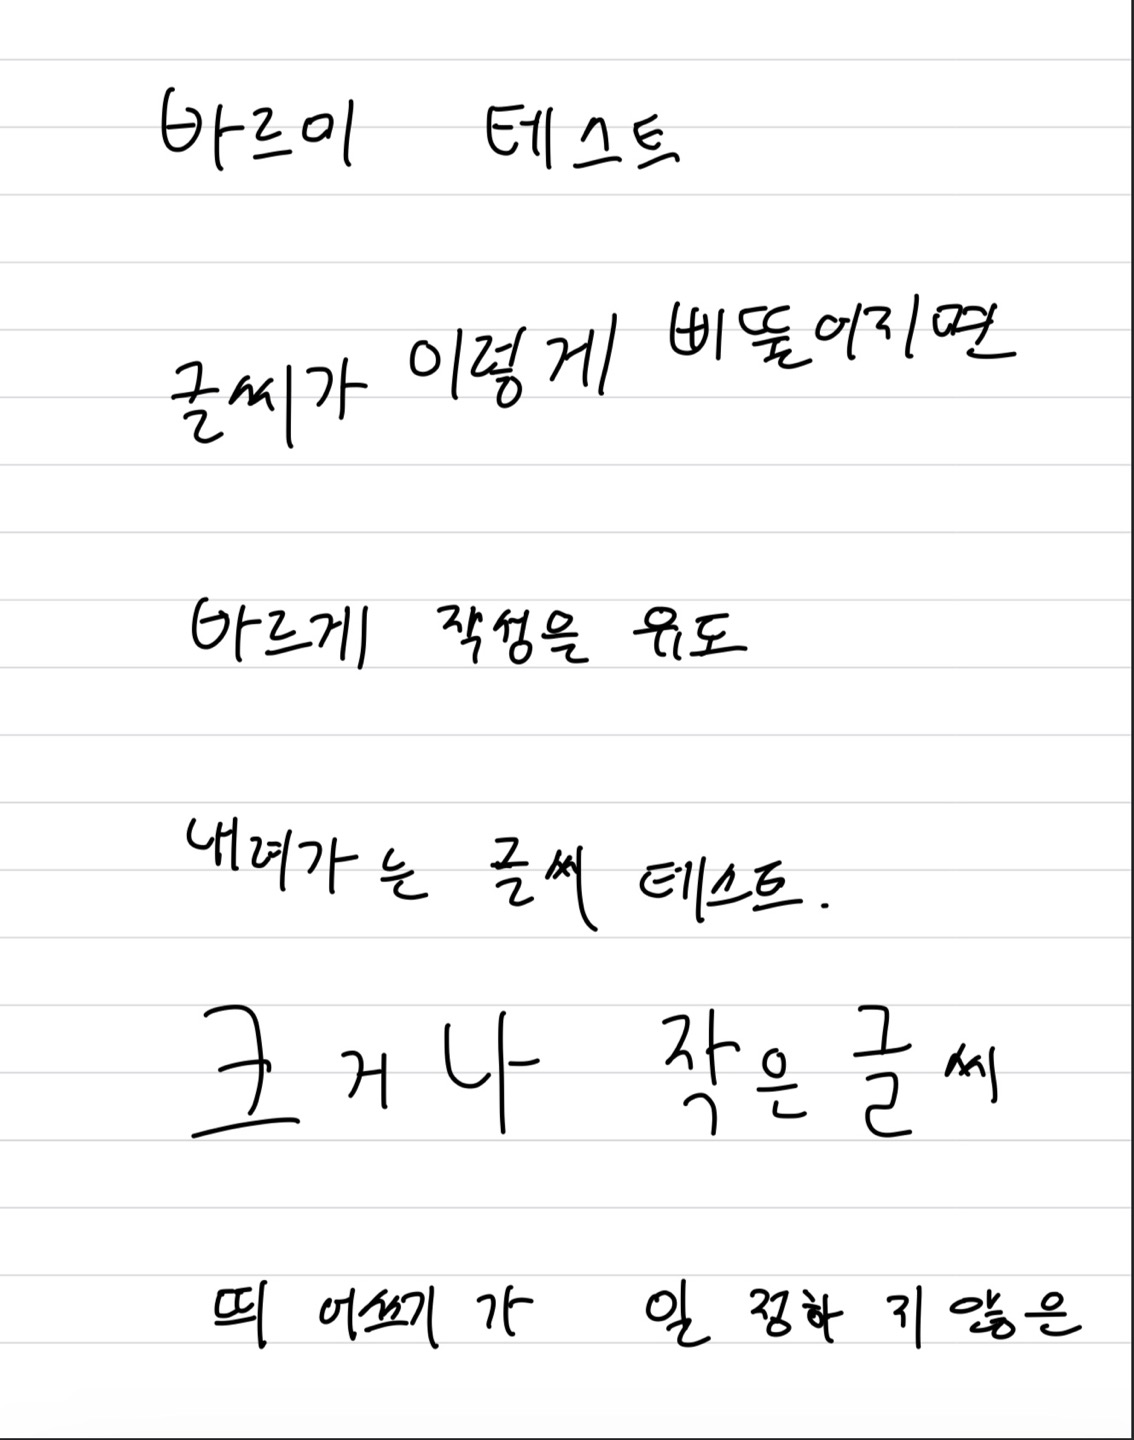 바르미 테스트
글씨가 이렇게 삐뚤어지면
바르게 작성을 유도
내려가는 글씨 테스트.
크거나 작은 글씨
띄 어쓰기 가 일 정하 지 않은